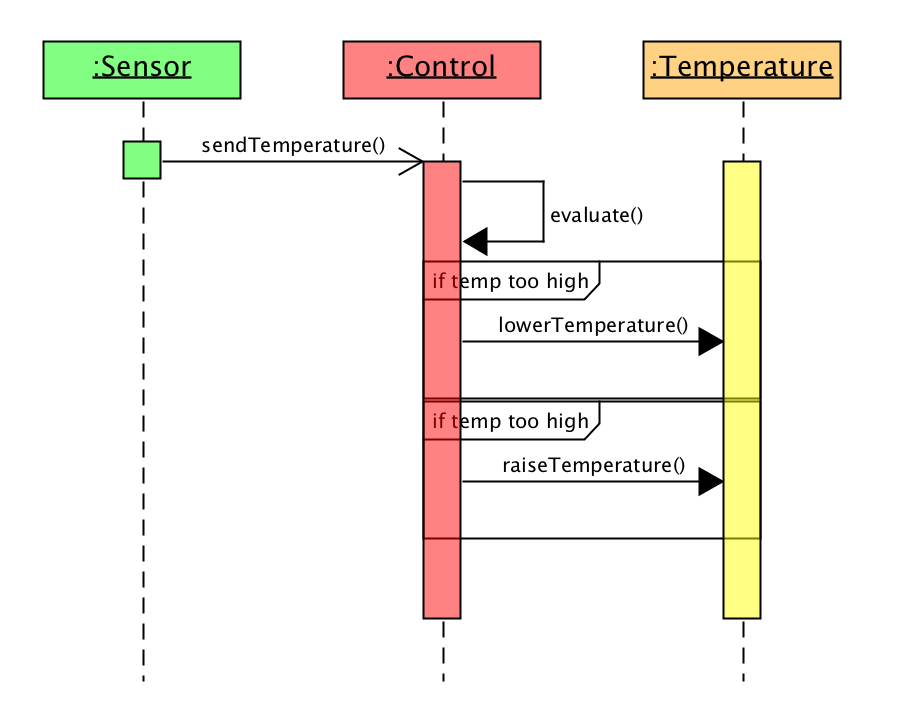 :Sensor
:Control
:Temperature
sendTemperature()
evaluate()
if temp too high
lowerTemperature()
if temp too high
raiseTemperature()